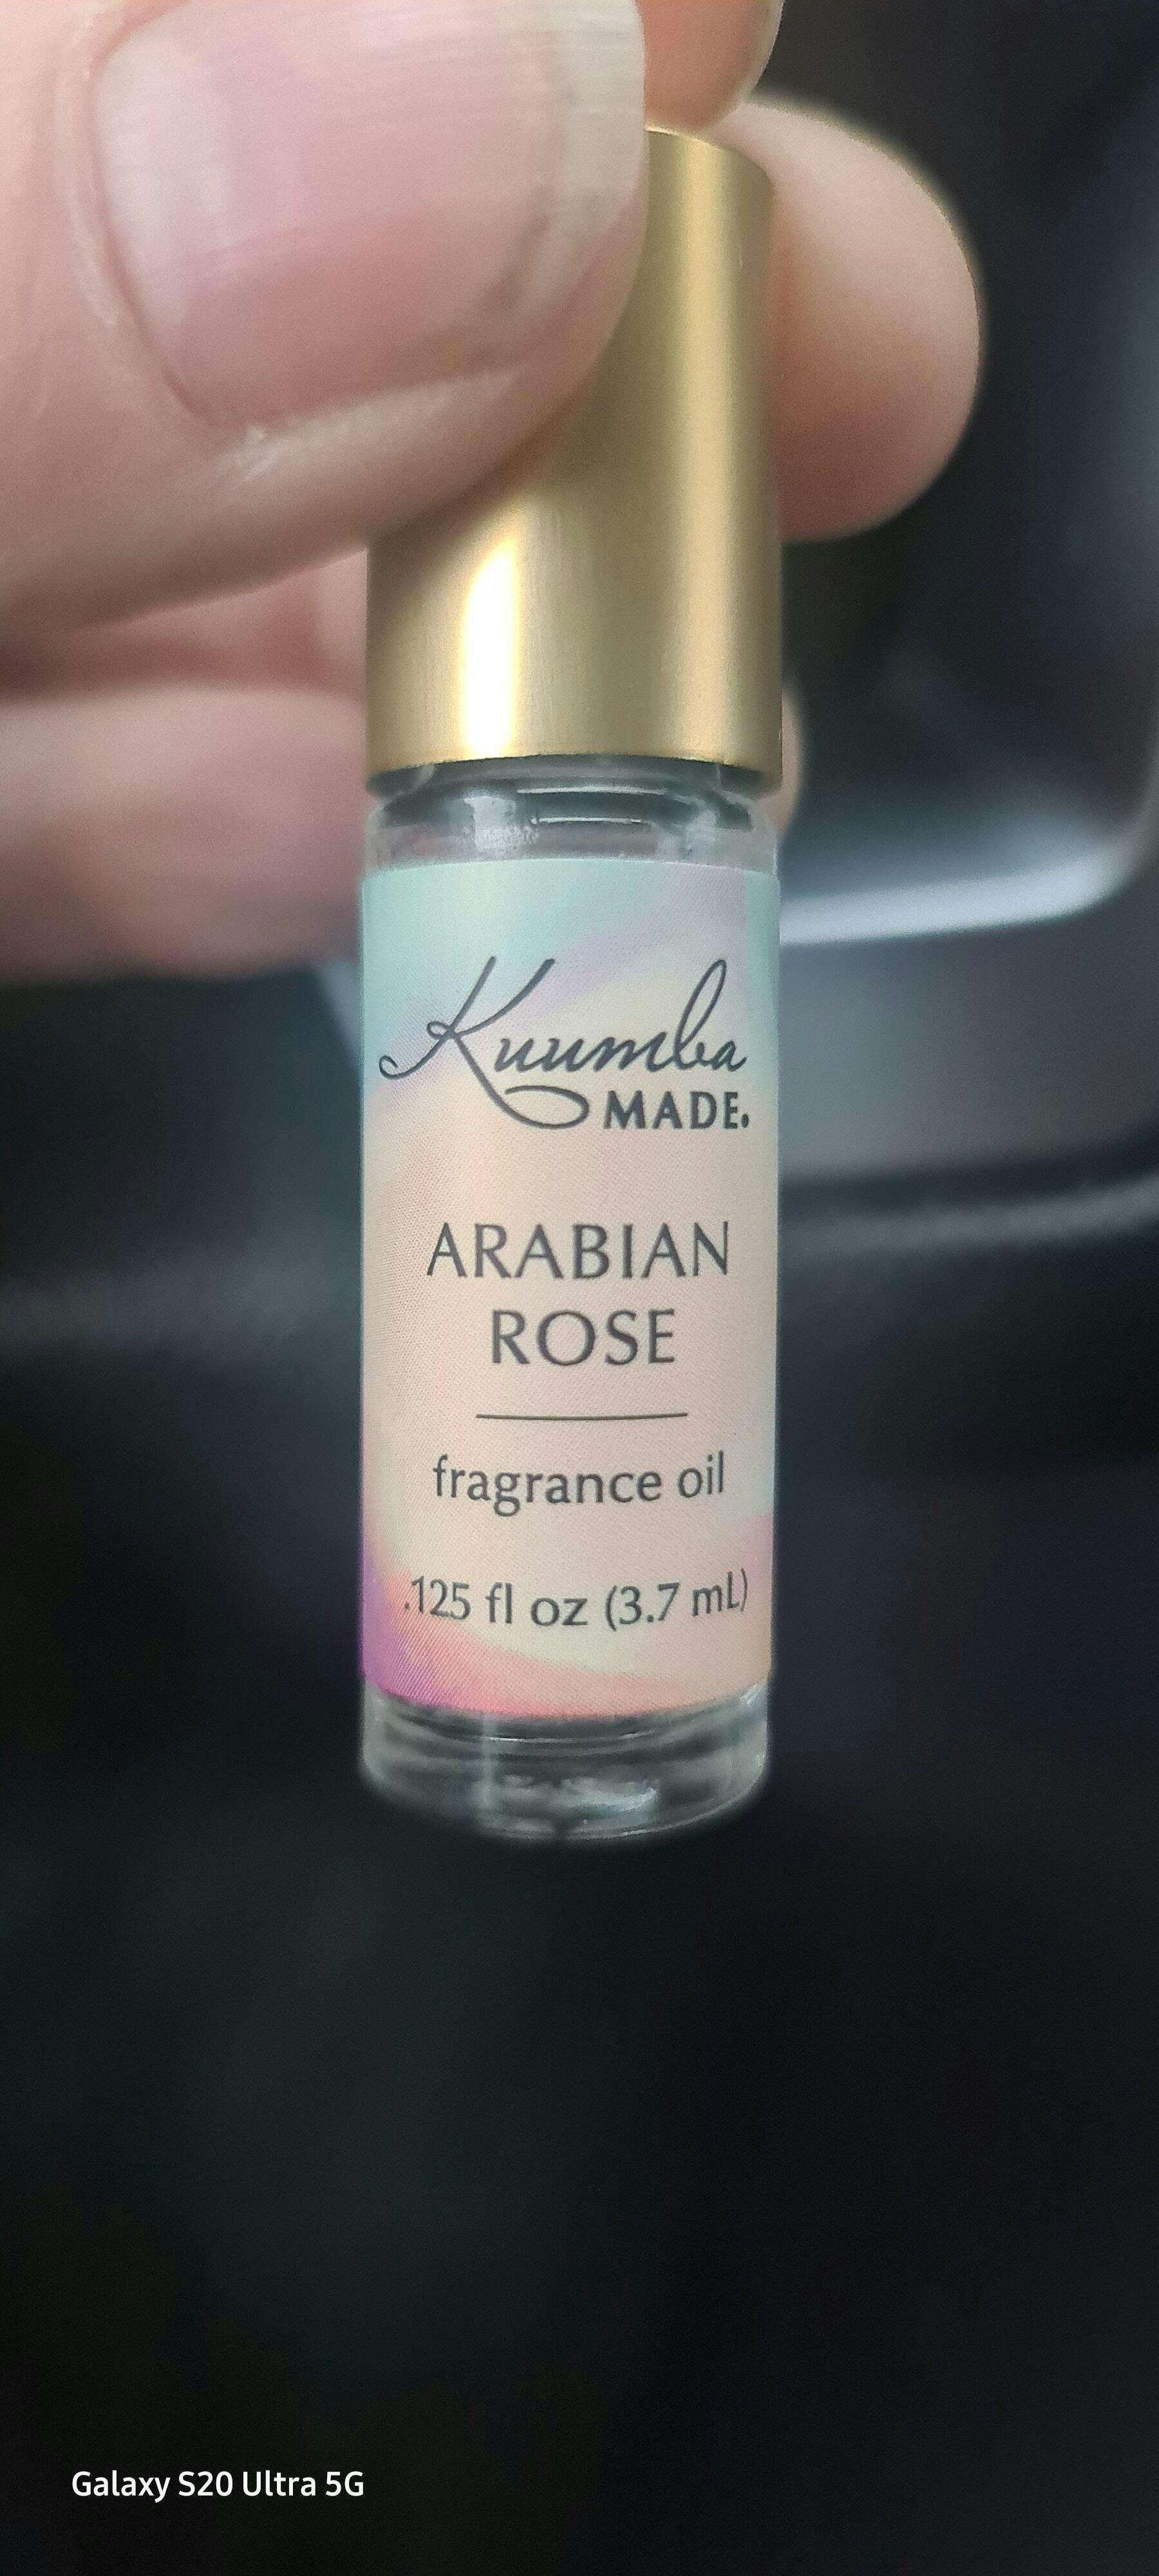 Kuumba
MADE.
ARABIAN
ROSE
fragrance oil
.125 fl oz (3.7 mL)
Galaxy S20 Ultra 5G